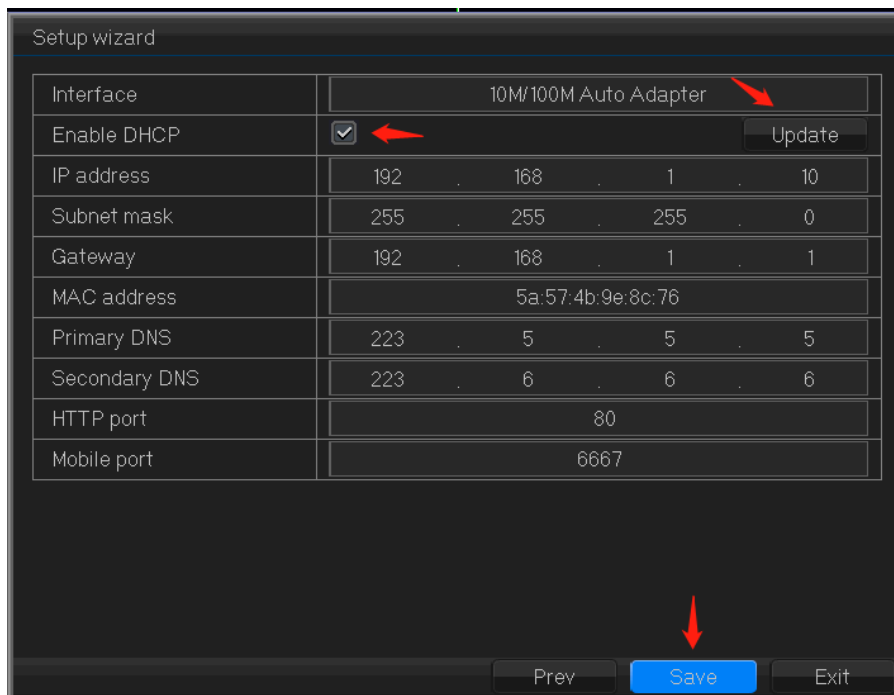 Setup wizard
Interface 10M/100M Auto Adapter
Enable DHCP Update
IP address 192 . 168 . 1 . 10
Subnet mask 255 . 255 . 255 . 0
Gateway 192 . 168 . 1 . 1
MAC address 5a:57:4b:9e:8c:76
Primary DNS 223 . 5 . 5 . 5
Secondary DNS 223 . 6 . 6 . 6
HTTP port 80
Mobile port 6667
Prev Save Exit